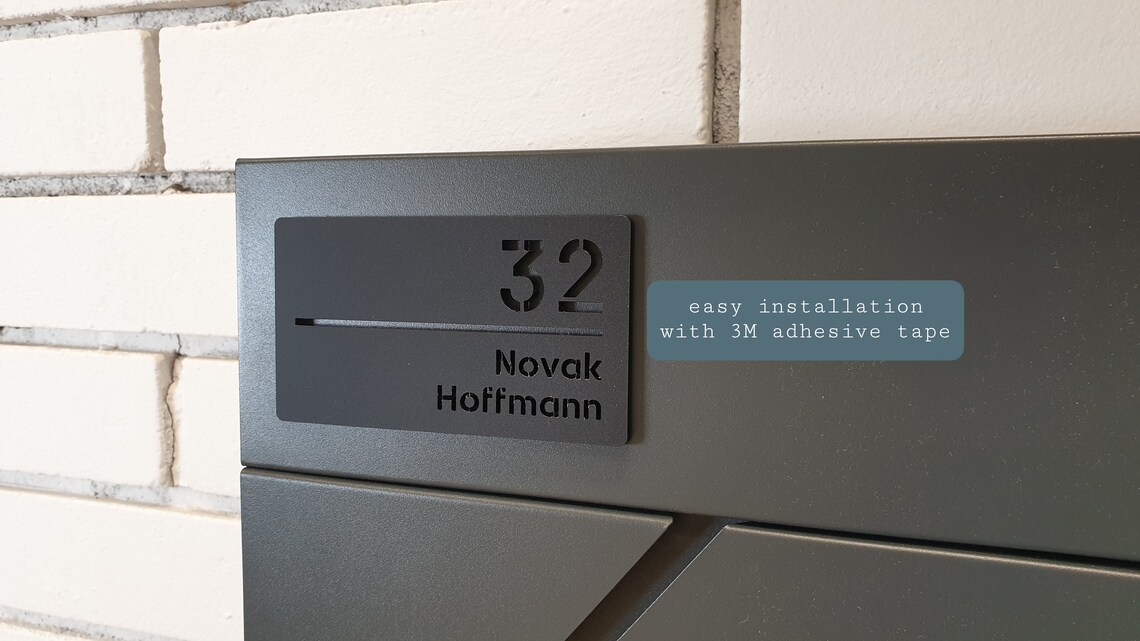 32
Novak
Hoffmann
easy installation
with 3M adhesive tape